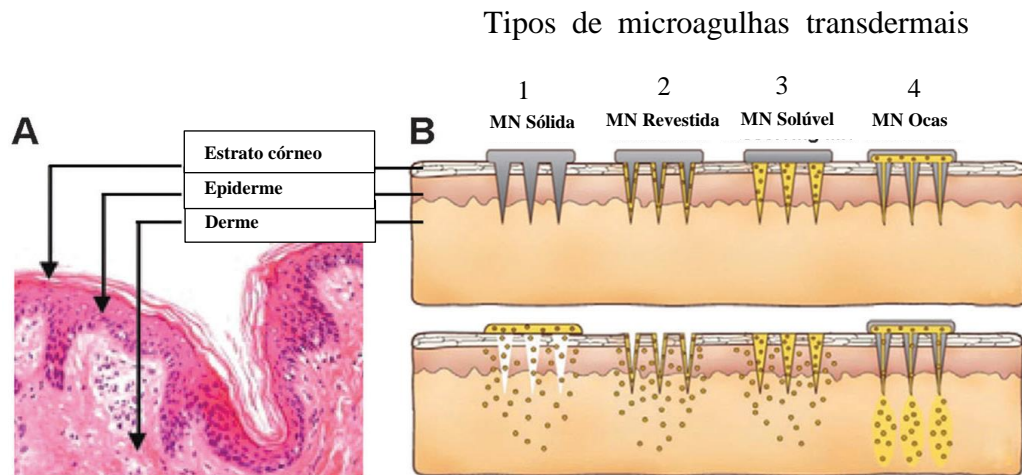 Tipos de microagulhas transdermais
1 2 3 4
A B MN Sólida MN Revestida MN Solúvel MN Ocas
Estrato córneo
Epiderme
Derme